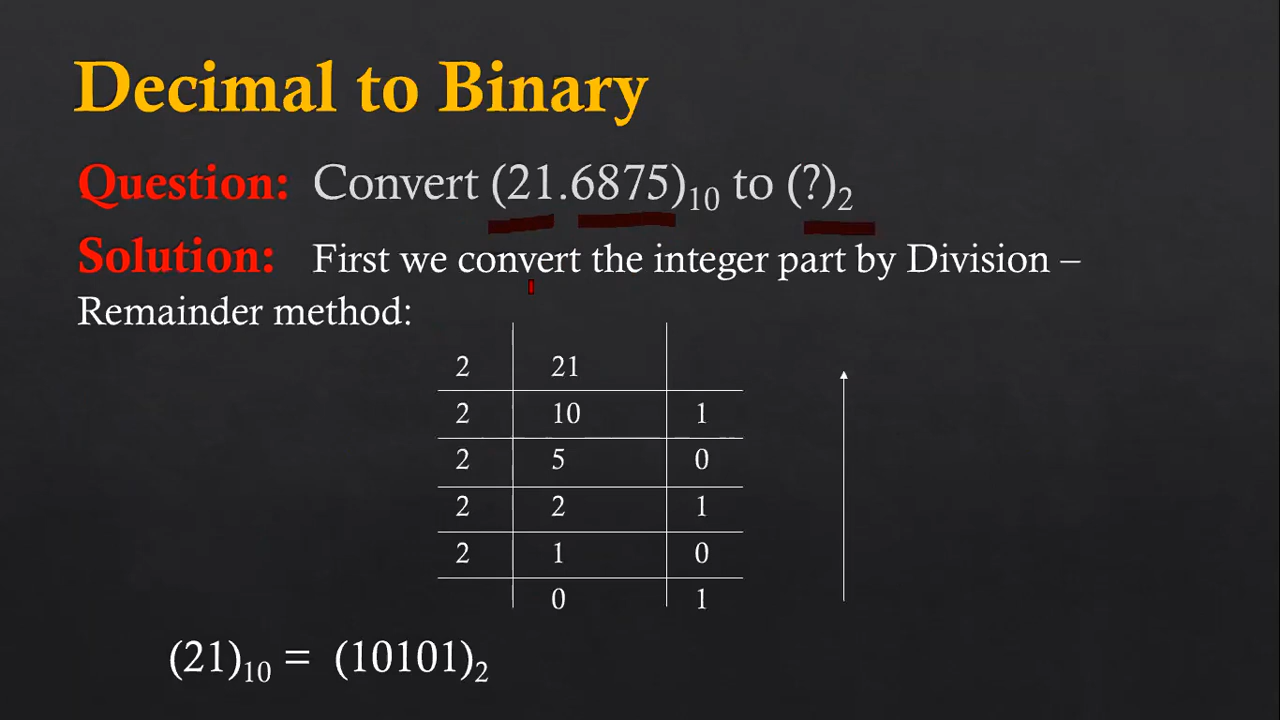 Decimal to Binary
Question: Convert (21.6875)₁₀ to (?)₂
Solution: First we convert the integer part by Division –
Remainder method:
2 21
2 10 1
2 5 0
2 2 1
2 1 0
0 1
(21)₁₀ = (10101)₂